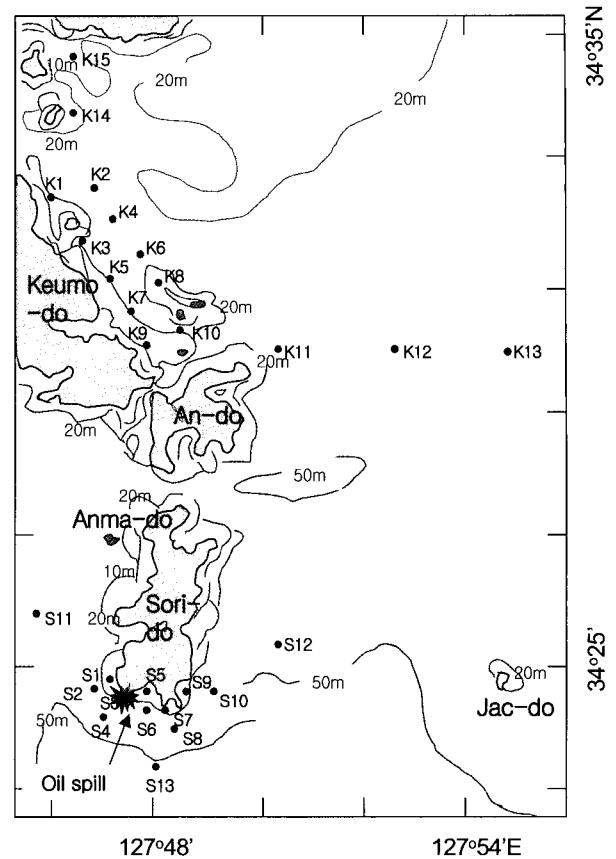 34°35'N
10m
K15
20m
20m
K14
20m
K1
K2
K4
K3
K6
K5
K8
Keumo
-do
20m
K7
K9
K10
20m
K11
K12
K13
An-do
20m
50m
20m
Anma-do
10m
Sori-
do
S11
20m
S12
34°25'
S1
S5
S9
50m
20m
S2
S3
S10
Jac-do
50m
S4
S6
S7
S8
Oil spill
S13
127°48'
127°54'E